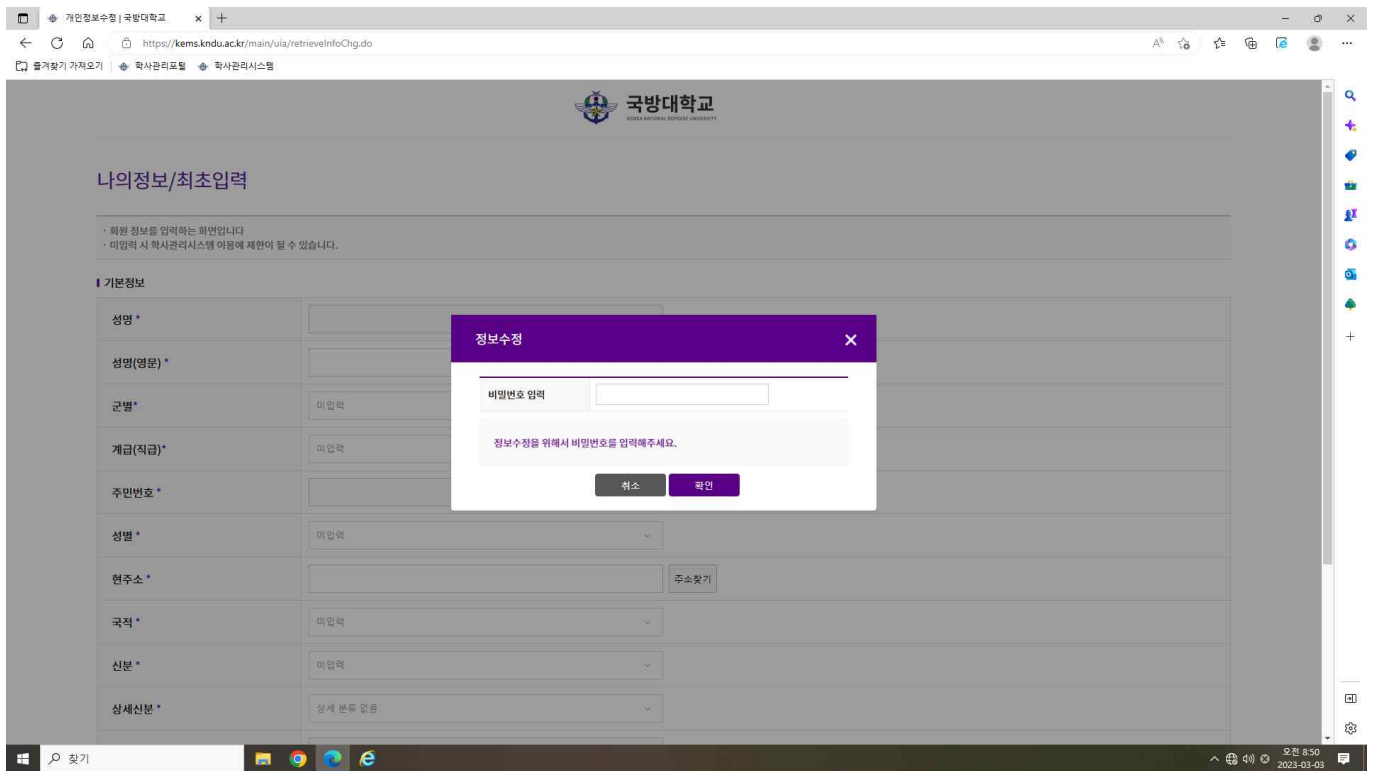 개인정보수정 | 국방대학교
https://kems.kndu.ac.kr/main/uia/retrieveInfoChg.do
즐겨찾기 가져오기 학사관리포털 학사관리시스템
국방대학교
KOREA NATIONAL DEFENSE UNIVERSITY
나의정보/최초입력
· 회원 정보를 입력하는 화면입니다
· 미입력 시 학사관리시스템 이용에 제한이 될 수 있습니다.
기본정보
성명 *
정보수정
성명(영문) *
비밀번호 입력
군별* 미입력
정보수정을 위해서 비밀번호를 입력해주세요.
계급(직급)* 미입력
취소 확인
주민번호 *
성별 * 미입력
현주소 * 주소찾기
국적 * 미입력
신분 * 미입력
상세신분 * 상세 분류 없음
찾기
오전 8:50
2023-03-03